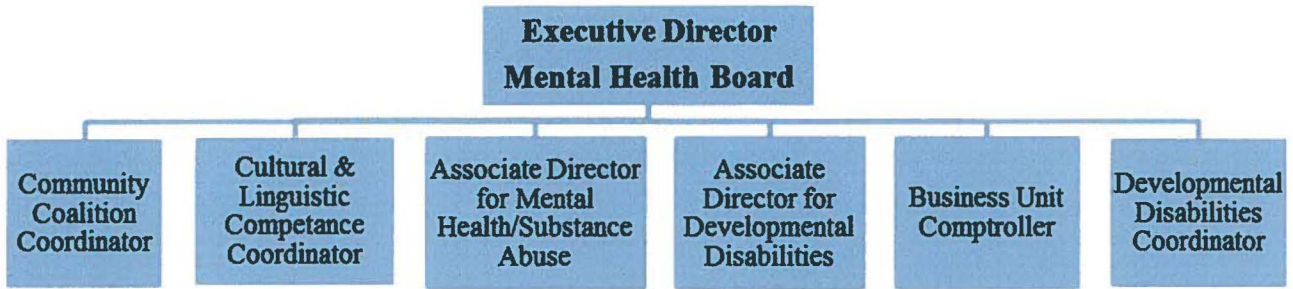 Executive Director
Mental Health Board
Community
Coalition
Coordinator
Cultural &
Linguistic
Competance
Coordinator
Associate Director
for Mental
Health/Substance
Abuse
Associate
Director for
Developmental
Disabilities
Business Unit
Comptroller
Developmental
Disabilities
Coordinator